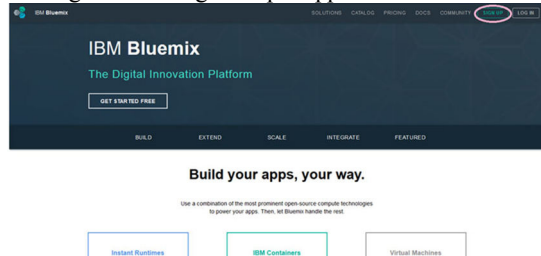 IBM Bluemix
SOLUTIONS CATALOG PRICING DOCS COMMUNITY SIGN UP LOG IN
IBM Bluemix
The Digital Innovation Platform
GET STARTED FREE
BUILD EXTEND SCALE INTEGRATE FEATURED
Build your apps, your way.
Use a combination of the most prominent open-source compute technologies
to power your apps. Then, let Bluemix handle the rest.
Instant Runtimes IBM Containers Virtual Machines